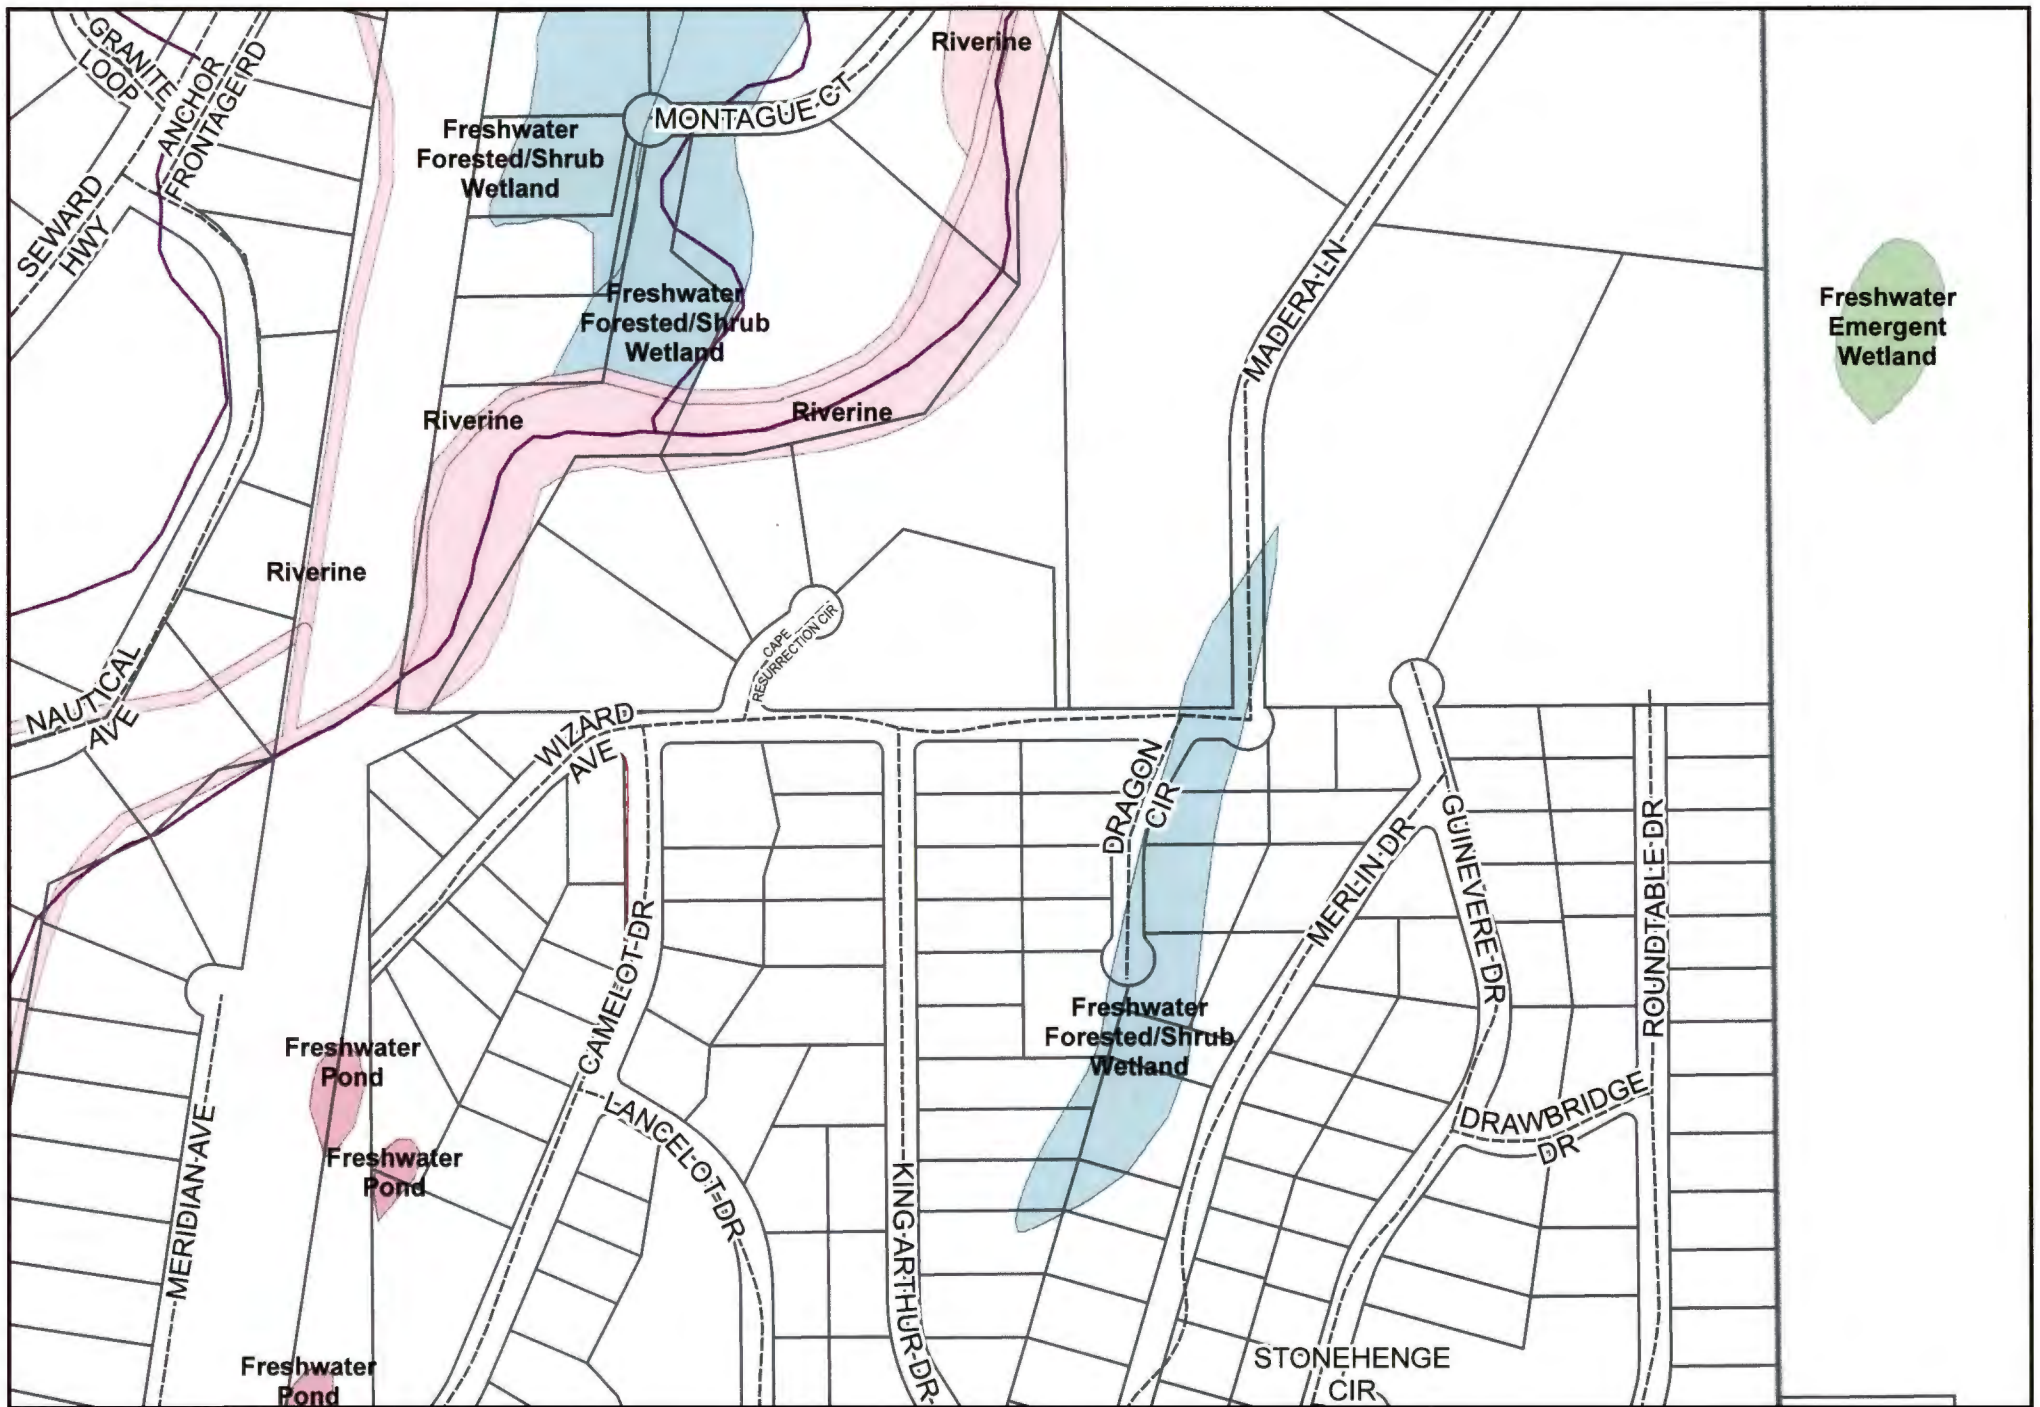 GRANITE
LOOP
ANCHOR
FRONTAGE RD
SEWARD
HWY
Riverine
MONTAGUE CT
Freshwater
Forested/Shrub
Wetland
Freshwater
Forested/Shrub
Wetland
MADERA LN
Freshwater
Emergent
Wetland
Riverine
Riverine
Riverine
CAPE
RESURRECTION CIR
NAUTICAL
AVE
WIZARD
AVE
DRAGON
CIR
GUINEVERE DR
MERLIN DR
ROUNDTABLE DR
CAMELOT DR
Freshwater
Forested/Shrub
Wetland
Freshwater
Pond
Freshwater
Pond
LANCELOT DR
DRAWBRIDGE
DR
MERIDIAN AVE
KING ARTHUR DR
STONEHENGE
CIR
Freshwater
Pond